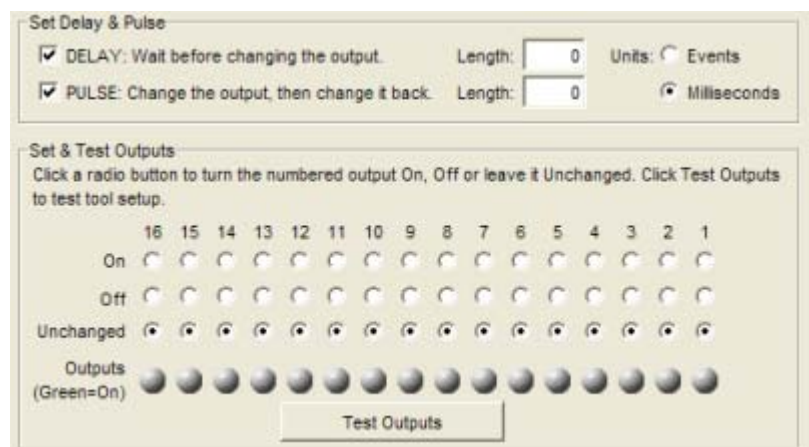 Set Delay & Pulse
DELAY: Wait before changing the output. Length: 0 Units: Events
PULSE: Change the output, then change it back. Length: 0 Milliseconds
Set & Test Outputs
Click a radio button to turn the numbered output On, Off or leave it Unchanged. Click Test Outputs
to test tool setup.
16 15 14 13 12 11 10 9 8 7 6 5 4 3 2 1
On
Off
Unchanged
Outputs
(Green=On)
Test Outputs